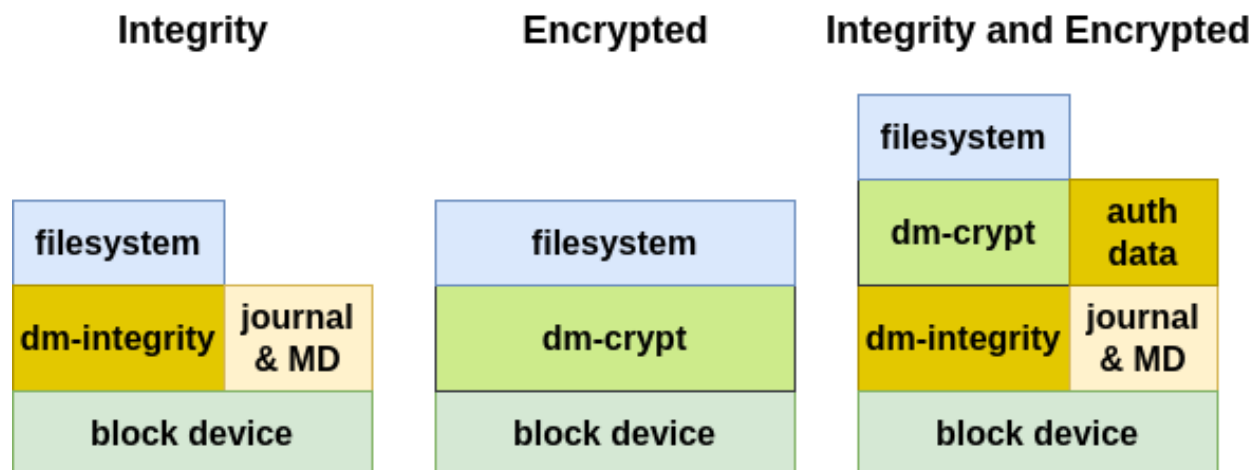 Integrity
filesystem
dm-integrity
journal
& MD
block device
Encrypted
filesystem
dm-crypt
block device
Integrity and Encrypted
filesystem
dm-crypt
auth
data
dm-integrity
journal
& MD
block device